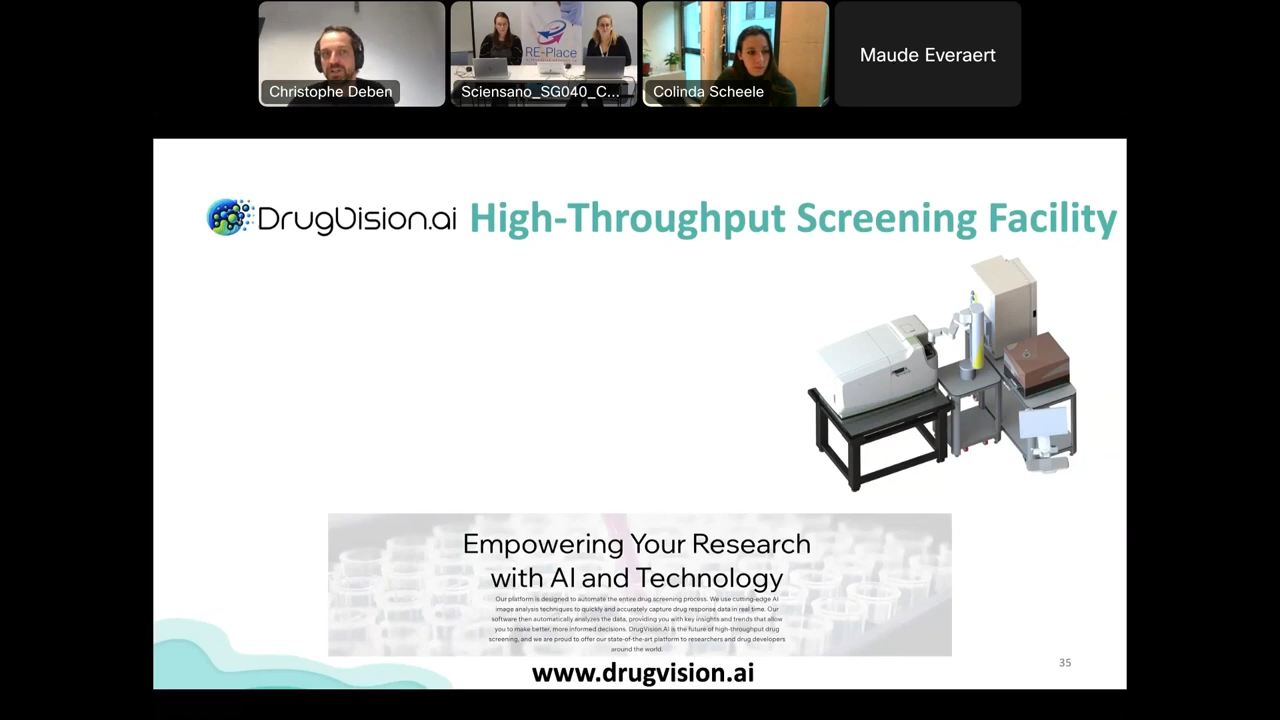 RE-Place
Christophe Deben
Sciensano_SG040_C...
Colinda Scheele
Maude Everaert
DrugVision.ai High-Throughput Screening Facility
Empowering Your Research
with AI and Technology
Our platform is designed to automate the entire drug screening process. We use cutting-edge AI
image analysis techniques to quickly and accurately capture drug response data in real time. Our
software then automatically analyzes the data, providing you with key insights and trends that allow
you to make better, more informed decisions. DrugVision.AI is the future of high-throughput drug
screening, and we are proud to offer our state-of-the-art platform to researchers and drug developers
around the world.
www.drugvision.ai
35